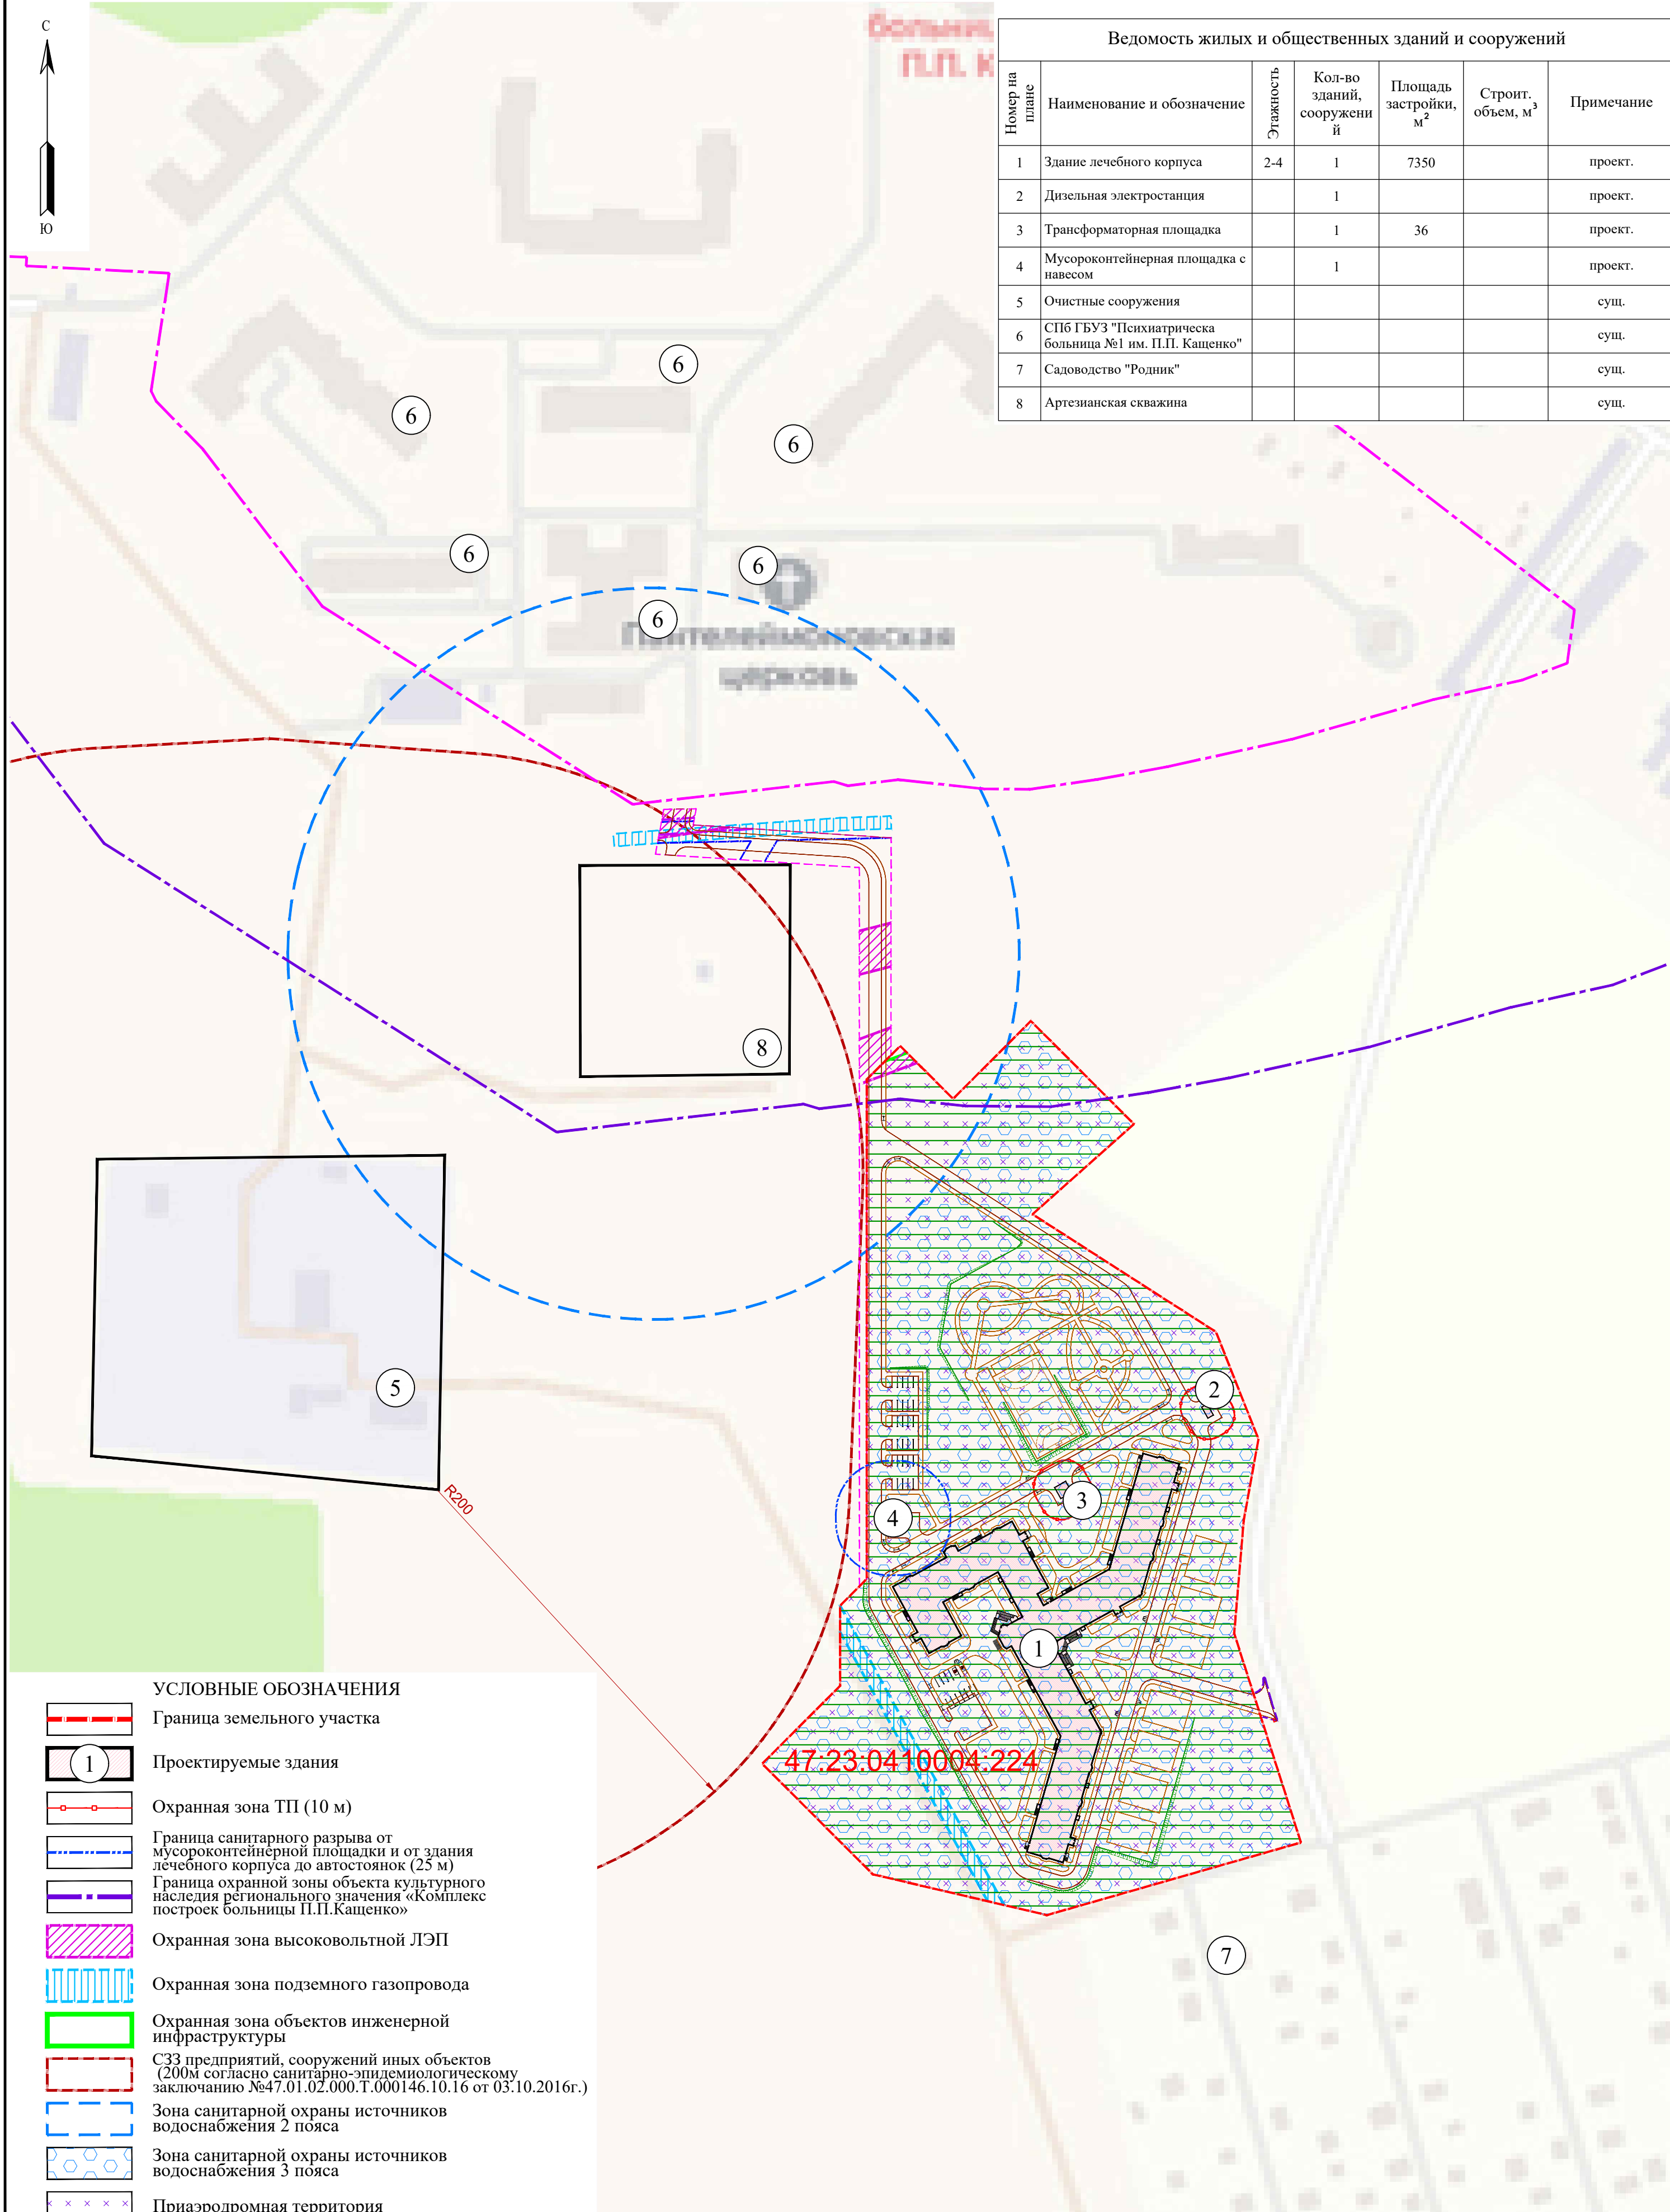 С
Ю
Ведомость жилых и общественных зданий и сооружений
Номер на
плане
Наименование и обозначение
Этажность
Кол-во
зданий,
сооружени
й
Площадь
застройки,
м²
Строит.
объем, м³
Примечание
1 Здание лечебного корпуса 2-4 1 7350 проект.
2 Дизельная электростанция 1 проект.
3 Трансформаторная площадка 1 36 проект.
4 Мусороконтейнерная площадка с
навесом 1 проект.
5 Очистные сооружения сущ.
6 СПб ГБУЗ "Психиатрическа
больница №1 им. П.П. Кащенко" сущ.
7 Садоводство "Родник" сущ.
8 Артезианская скважина сущ.
П.П. К
6
6
6
6
6
6
Пантелеймоновская
церковь
8
5
R200
2
3
4
1
47:23:0410004:224
7
УСЛОВНЫЕ ОБОЗНАЧЕНИЯ
Граница земельного участка
1
Проектируемые здания
Охранная зона ТП (10 м)
Граница санитарного разрыва от
мусороконтейнерной площадки и от здания
лечебного корпуса до автостоянок (25 м)
Граница охранной зоны объекта культурного
наследия регионального значения «Комплекс
построек больницы П.П.Кащенко»
Охранная зона высоковольтной ЛЭП
Охранная зона подземного газопровода
Охранная зона объектов инженерной
инфраструктуры
СЗЗ предприятий, сооружений иных объектов
(200м согласно санитарно-эпидемиологическому
заключанию №47.01.02.000.Т.000146.10.16 от 03.10.2016г.)
Зона санитарной охраны источников
водоснабжения 2 пояса
Зона санитарной охраны источников
водоснабжения 3 пояса
Приаэродромная территория